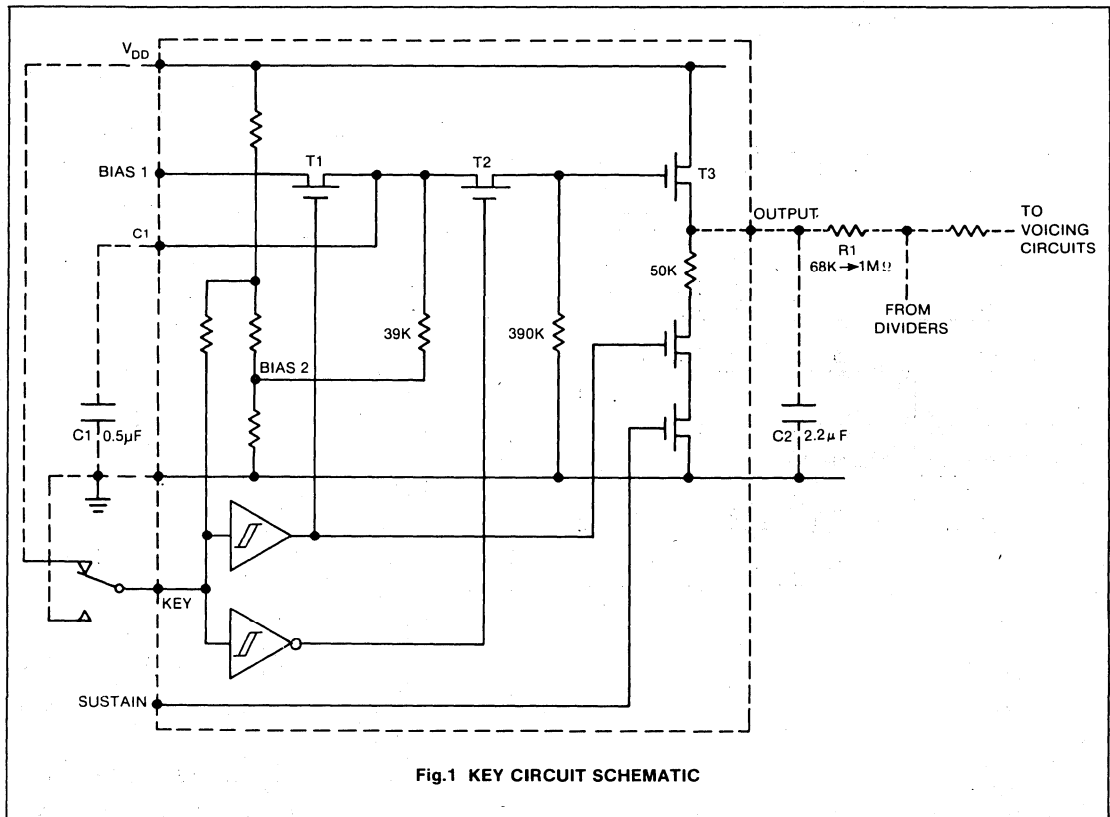 V_DD
BIAS 1
T1
T2
T3
C1
OUTPUT
R1
68K→1MΩ
TO
VOICING
CIRCUITS
FROM
DIVIDERS
50K
39K
390K
BIAS 2
C1 0.5μF
C2 2.2μF
KEY
SUSTAIN
Fig.1 KEY CIRCUIT SCHEMATIC